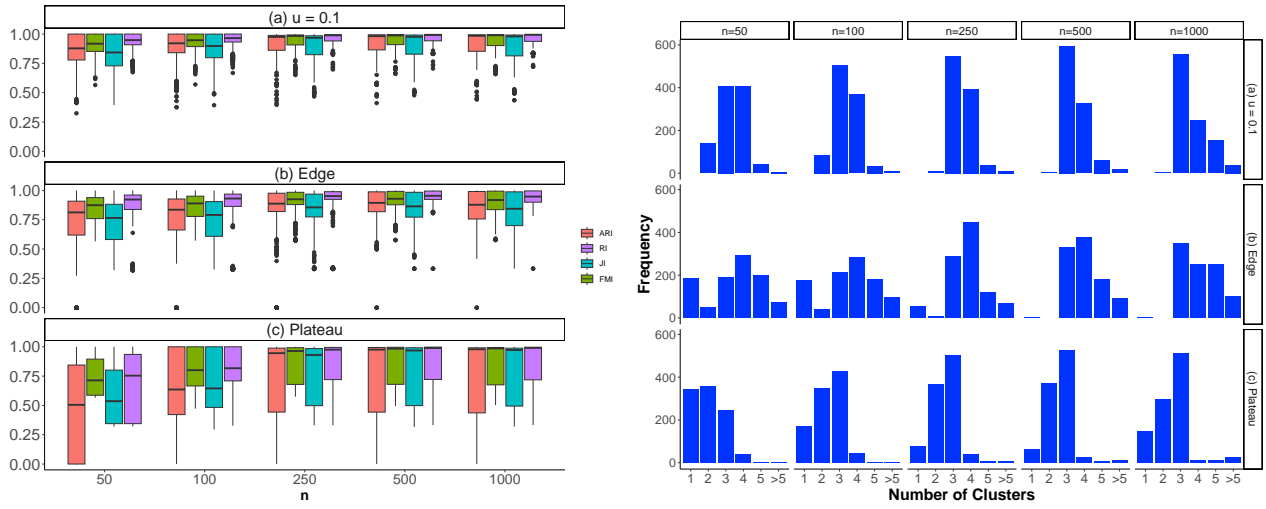 (a) u = 0.1
1.00
0.75
0.50
0.25
0.00
(b) Edge
1.00
0.75
0.50
0.25
0.00
(c) Plateau
1.00
0.75
0.50
0.25
0.00
50 100 250 500 1000
n
ARI
RI
JI
FMI
n=50 n=100 n=250 n=500 n=1000
Frequency
600
400
200
0
(a) u = 0.1
600
400
200
0
(b) Edge
600
400
200
0
(c) Plateau
1 2 3 4 5 >5 1 2 3 4 5 >5 1 2 3 4 5 >5 1 2 3 4 5 >5 1 2 3 4 5 >5
Number of Clusters